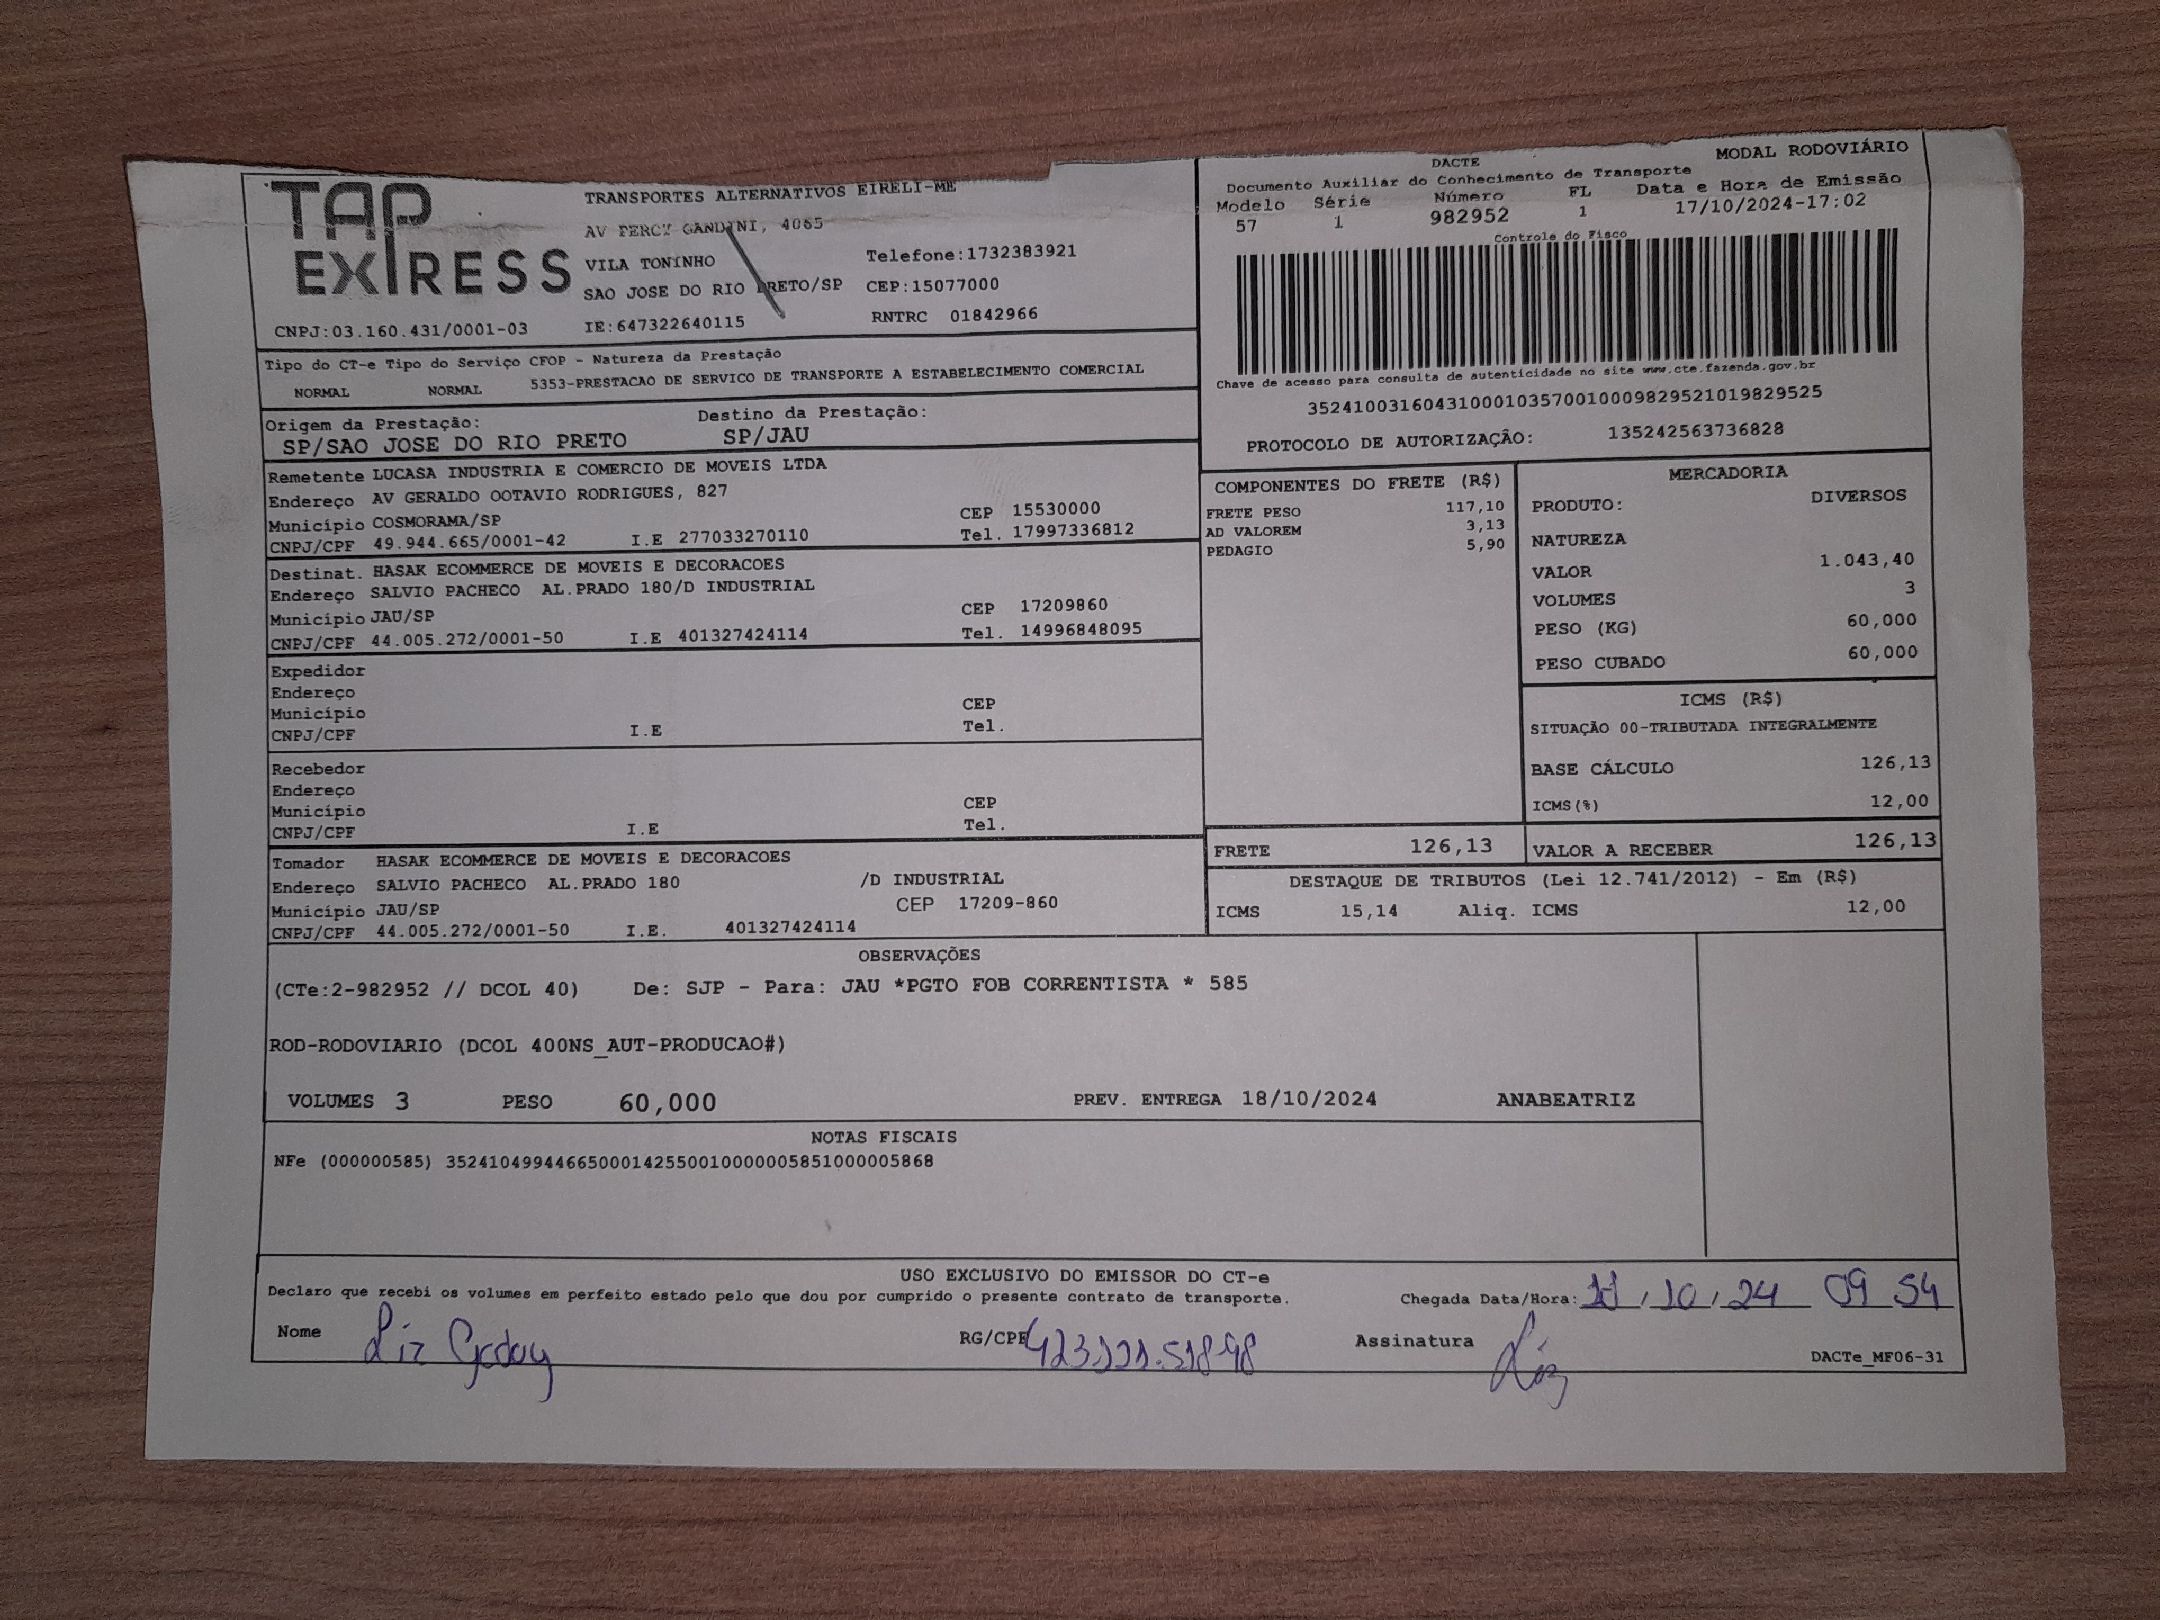 TAP EXPRESS
TRANSPORTES ALTERNATIVOS EIRELI-ME
AV PERCY GANDINI, 4065
VILA TONINHO Telefone:1732383921
SAO JOSE DO RIO PRETO/SP CEP:15077000
CNPJ:03.160.431/0001-03 IE:647322640115 RNTRC 01842966
MODAL RODOVIÁRIO
DACTE
Documento Auxiliar do Conhecimento de Transporte
Modelo Série Número FL Data e Hora de Emissão
57 1 982952 1 17/10/2024-17:02
Controle do Fisco
Chave de acesso para consulta de autenticidade no site www.cte.fazenda.gov.br
35241003160431000103570010009829521019829525
PROTOCOLO DE AUTORIZAÇÃO: 135242563736828
Tipo do CT-e Tipo do Serviço CFOP - Natureza da Prestação
NORMAL NORMAL 5353-PRESTACAO DE SERVICO DE TRANSPORTE A ESTABELECIMENTO COMERCIAL
Origem da Prestação: Destino da Prestação:
SP/SAO JOSE DO RIO PRETO SP/JAU
Remetente LUCASA INDUSTRIA E COMERCIO DE MOVEIS LTDA
Endereço AV GERALDO OOTAVIO RODRIGUES, 827
Município COSMORAMA/SP CEP 15530000
CNPJ/CPF 49.944.665/0001-42 I.E 277033270110 Tel. 17997336812
Destinat. HASAK ECOMMERCE DE MOVEIS E DECORACOES
Endereço SALVIO PACHECO AL.PRADO 180/D INDUSTRIAL
Município JAU/SP CEP 17209860
CNPJ/CPF 44.005.272/0001-50 I.E 401327424114 Tel. 14996848095
Expedidor
Endereço
Município CEP
CNPJ/CPF I.E Tel.
Recebedor
Endereço
Município CEP
CNPJ/CPF I.E Tel.
Tomador HASAK ECOMMERCE DE MOVEIS E DECORACOES
Endereço SALVIO PACHECO AL.PRADO 180 /D INDUSTRIAL
Município JAU/SP CEP 17209-860
CNPJ/CPF 44.005.272/0001-50 I.E. 401327424114
COMPONENTES DO FRETE (R$)
FRETE PESO 117,10
AD VALOREM 3,13
PEDAGIO 5,90
MERCADORIA
PRODUTO: DIVERSOS
NATUREZA
VALOR 1.043,40
VOLUMES 3
PESO (KG) 60,000
PESO CUBADO 60,000
ICMS (R$)
SITUAÇÃO 00-TRIBUTADA INTEGRALMENTE
BASE CÁLCULO 126,13
ICMS(%) 12,00
FRETE 126,13 VALOR A RECEBER 126,13
DESTAQUE DE TRIBUTOS (Lei 12.741/2012) - Em (R$)
ICMS 15,14 Aliq. ICMS 12,00
OBSERVAÇÕES
(CTe:2-982952 // DCOL 40) De: SJP - Para: JAU *PGTO FOB CORRENTISTA * 585
ROD-RODOVIARIO (DCOL 400NS_AUT-PRODUCAO#)
VOLUMES 3 PESO 60,000 PREV. ENTREGA 18/10/2024 ANABEATRIZ
NOTAS FISCAIS
NFe (000000585) 35241049944665000142550010000005851000005868
USO EXCLUSIVO DO EMISSOR DO CT-e
Declaro que recebi os volumes em perfeito estado pelo que dou por cumprido o presente contrato de transporte. Chegada Data/Hora: 10 24 09 54
Nome Liz Godoy RG/CPF Assinatura Liz
DACTe_MF06-31